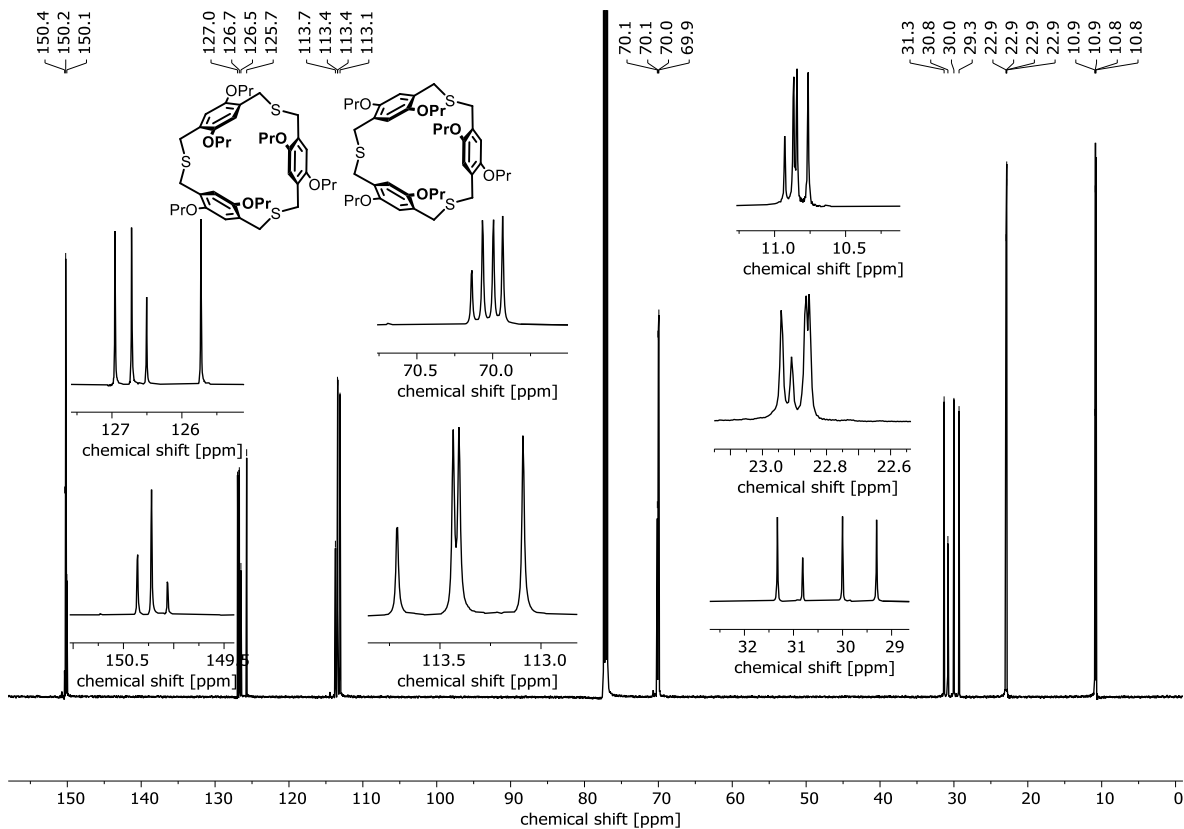 150.4
150.2
150.1
127.0
126.7
126.5
125.7
113.7
113.4
113.4
113.1
70.1
70.1
70.0
69.9
31.3
30.8
30.0
29.3
22.9
22.9
22.9
22.9
10.9
10.9
10.8
10.8
OPr
S
OPr
PrO
S
OPr
OPr
PrO
S
PrO
S
OPr
PrO
S
OPr
OPr
PrO
S
11.0 10.5
chemical shift [ppm]
127 126
chemical shift [ppm]
70.5 70.0
chemical shift [ppm]
23.0 22.8 22.6
chemical shift [ppm]
150.5 149.5
chemical shift [ppm]
113.5 113.0
chemical shift [ppm]
32 31 30 29
chemical shift [ppm]
150 140 130 120 110 100 90 80 70 60 50 40 30 20 10 0
chemical shift [ppm]